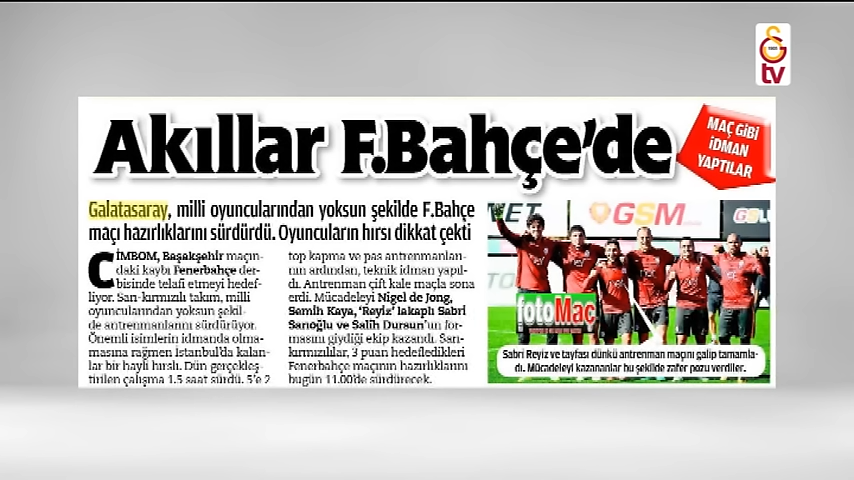 tv
Akıllar F.Bahçe'de
MAÇ GİBİ
İDMAN
YAPTILAR
Galatasaray, milli oyuncularından yoksun şekilde F.Bahçe
maçı hazırlıklarını sürdürdü. Oyuncuların hırsı dikkat çekti
CİMBOM, Başakşehir maçın-
daki kaybı Fenerbahçe der-
bisinde telafi etmeyi hedef-
liyor. Sarı-kırmızılı takım, milli
oyuncularından yoksun şekil-
de antrenmanlarını sürdürüyor.
Önemli isimlerin idmanda olma-
masına rağmen İstanbul'da kalan-
lar bir hayli hırslı. Dün gerçekleş-
tirilen çalışma 1.5 saat sürdü. 5'e 2
top kapma ve pas antrenmanla-
rının ardından, teknik idman yapıl-
dı. Antrenman çift kale maçla sona
erdi. Mücadeleyi Nigel de Jong,
Semih Kaya, 'Reyiz' lakaplı Sabri
Sarıoğlu ve Salih Dursun'un for-
masını giydiği ekip kazandı. Sarı-
kırmızılılar, 3 puan hedefledikleri
Fenerbahçe maçının hazırlıklarını
bugün 11.00'de sürdürecek.
NET
GSM
GSL
fotoMaç
Sabri Reyiz ve tayfası dünkü antrenman maçını galip tamamla-
dı. Mücadeleyi kazananlar bu şekilde zafer pozu verdiler.